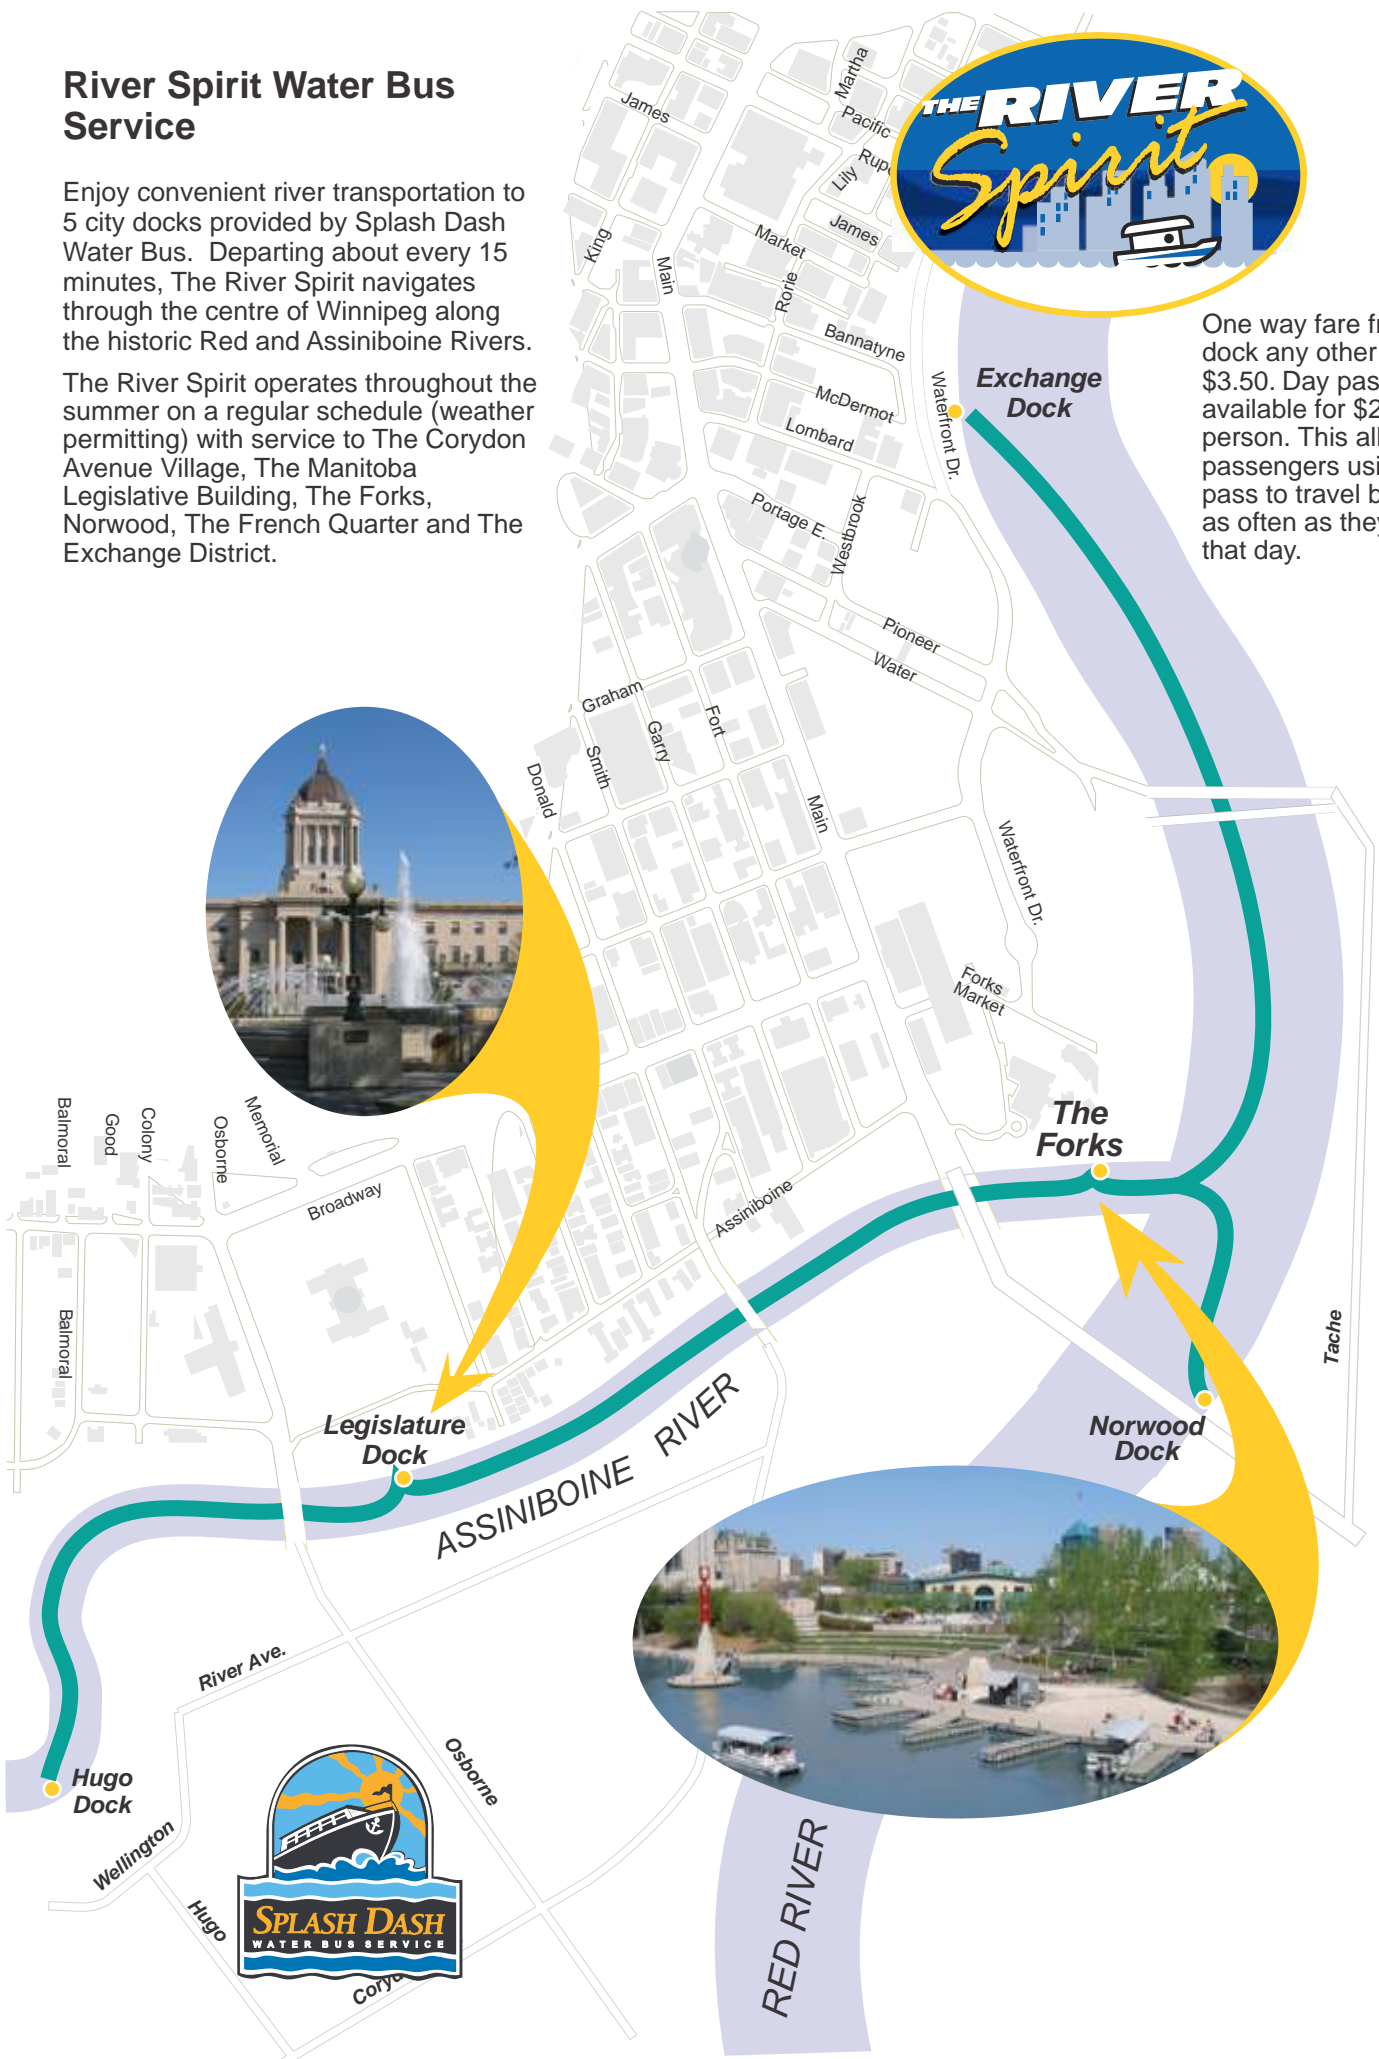 River Spirit Water Bus
Service
Enjoy convenient river transportation to
5 city docks provided by Splash Dash
Water Bus.  Departing about every 15
minutes, The River Spirit navigates
through the centre of Winnipeg along
the historic Red and Assiniboine Rivers.
The River Spirit operates throughout the
summer on a regular schedule (weather
permitting) with service to The Corydon
Avenue Village, The Manitoba
Legislative Building, The Forks,
Norwood, The French Quarter and The
Exchange District.
THE RIVER
Spirit
One way fare
dock any other
$3.50. Day
available for
person. This
passengers
pass to travel
as often as
that day.
Martha
James
Pacific
Lily
James
Market
King
Main
Rorie
Bannatyne
McDermot
Lombard
Waterfront Dr.
Exchange
Dock
Portage E.
Westbrook
Pioneer
Water
Graham
Garry
Fort
Smith
Donald
Main
Waterfront Dr.
Forks
Market
The
Forks
Balmoral
Good
Colony
Osborne
Memorial
Broadway
Assiniboine
Balmoral
Tache
Legislature
Dock
Norwood
Dock
ASSINIBOINE RIVER
River Ave.
Osborne
Hugo
Dock
Wellington
Hugo
SPLASH DASH
WATER BUS SERVICE
RED RIVER